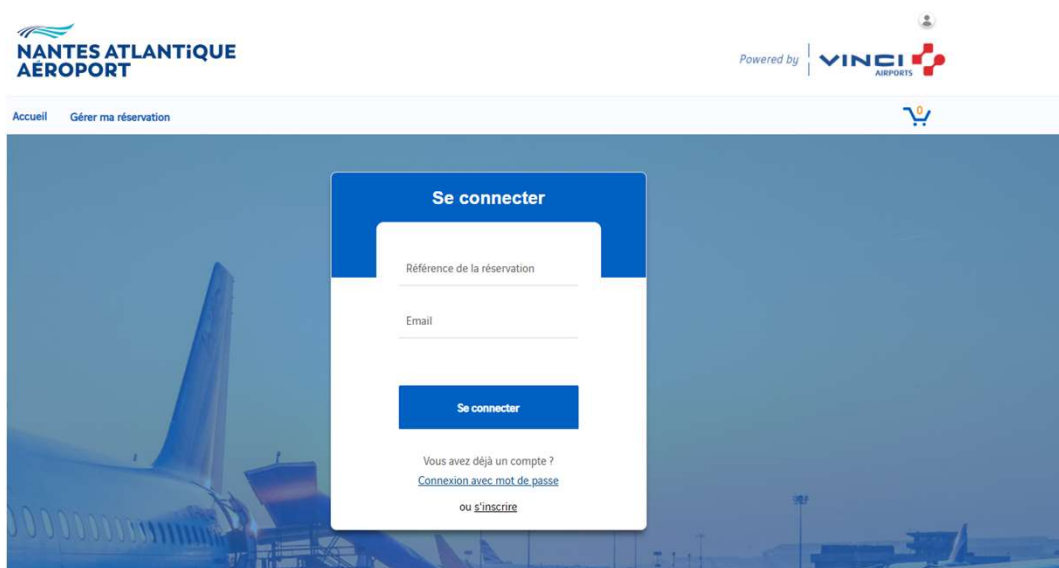 NANTES ATLANTiQUE
AÉROPORT
Powered by
VINCI
AIRPORTS
Accueil Gérer ma réservation
0
Se connecter
Référence de la réservation
Email
Se connecter
Vous avez déjà un compte ?
Connexion avec mot de passe
ou s'inscrire